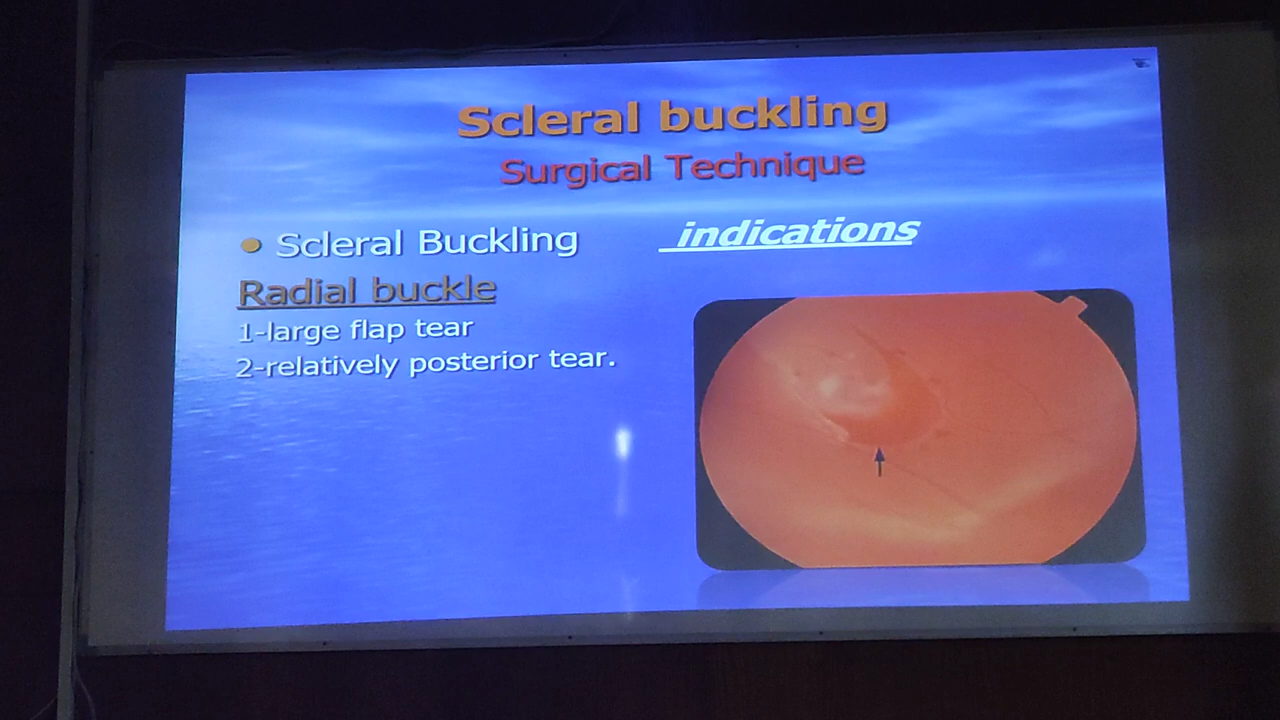 Scleral buckling
Surgical Technique
• Scleral Buckling
indications
Radial buckle
1-large flap tear
2-relatively posterior tear.